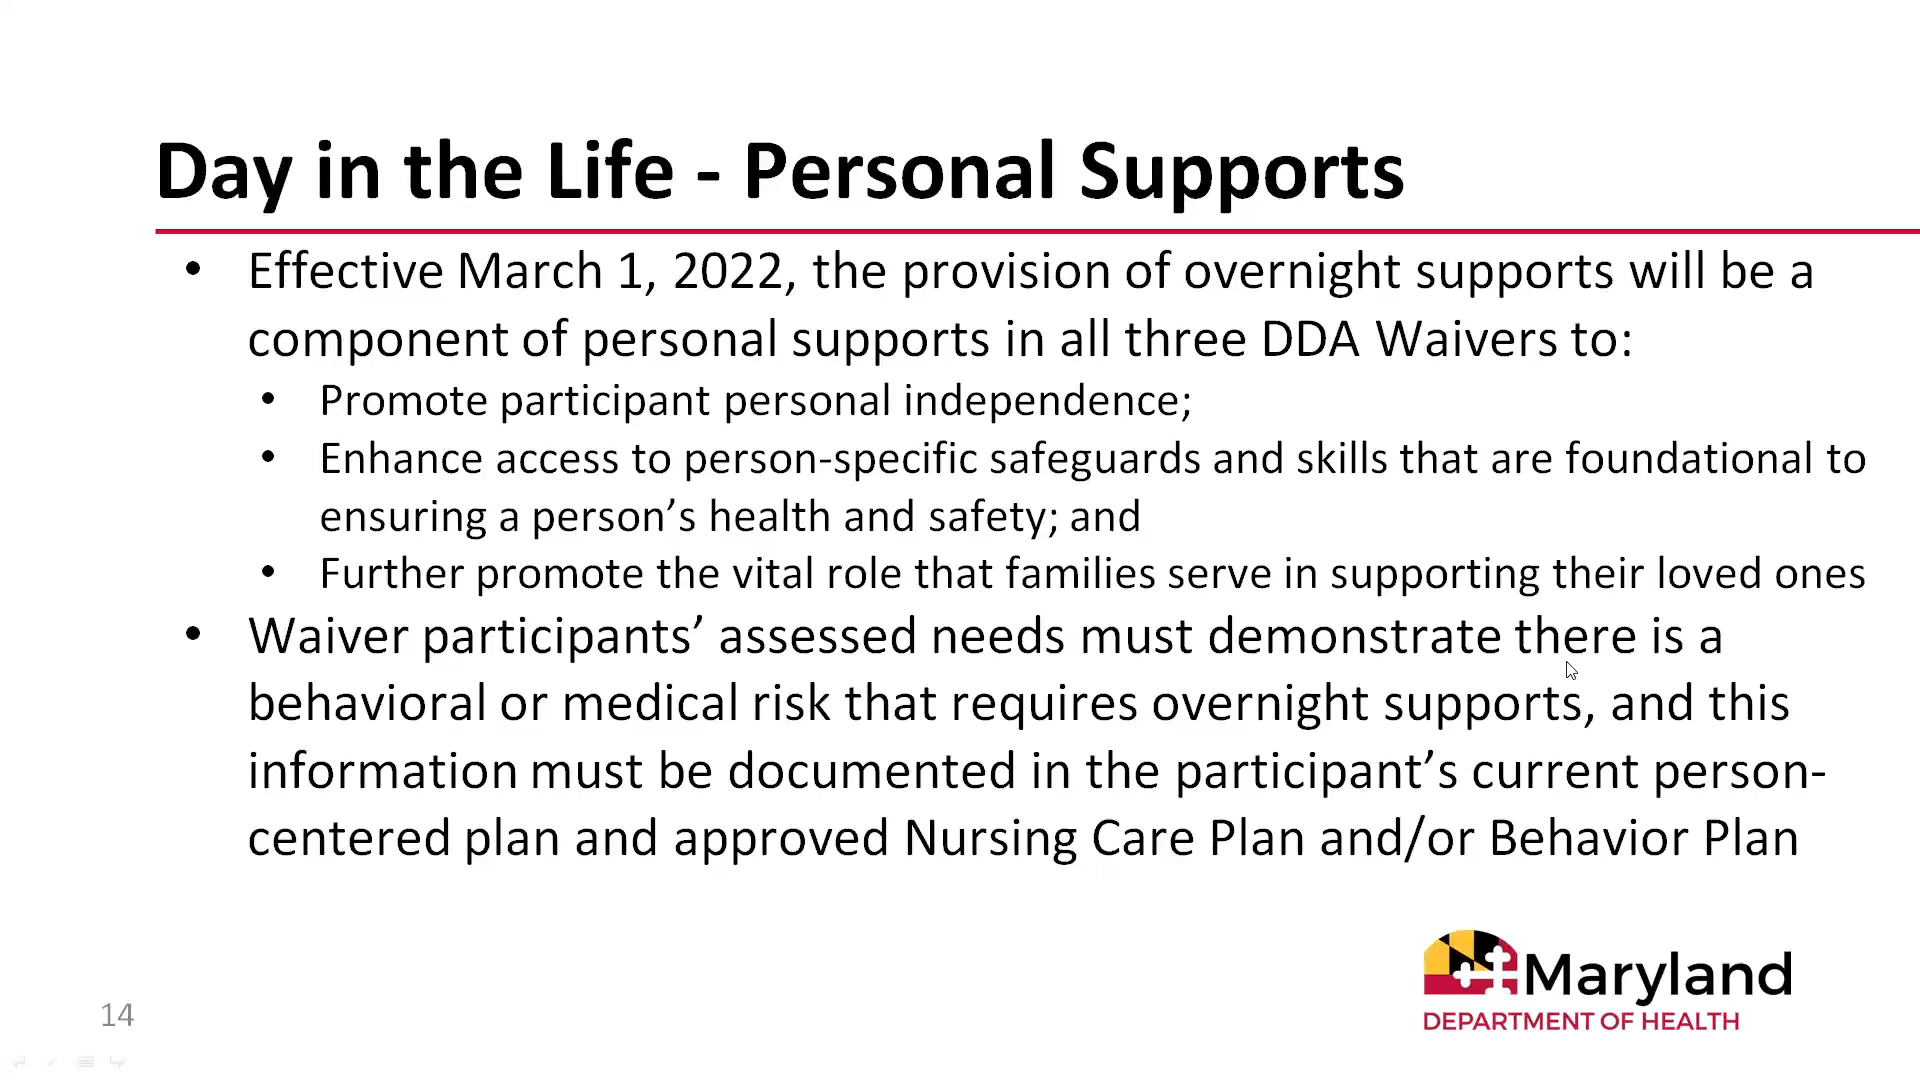 Day in the Life - Personal Supports
• Effective March 1, 2022, the provision of overnight supports will be a
component of personal supports in all three DDA Waivers to:
• Promote participant personal independence;
• Enhance access to person-specific safeguards and skills that are foundational to
ensuring a person’s health and safety; and
• Further promote the vital role that families serve in supporting their loved ones
• Waiver participants’ assessed needs must demonstrate there is a
behavioral or medical risk that requires overnight supports, and this
information must be documented in the participant’s current person-
centered plan and approved Nursing Care Plan and/or Behavior Plan
Maryland
DEPARTMENT OF HEALTH
14